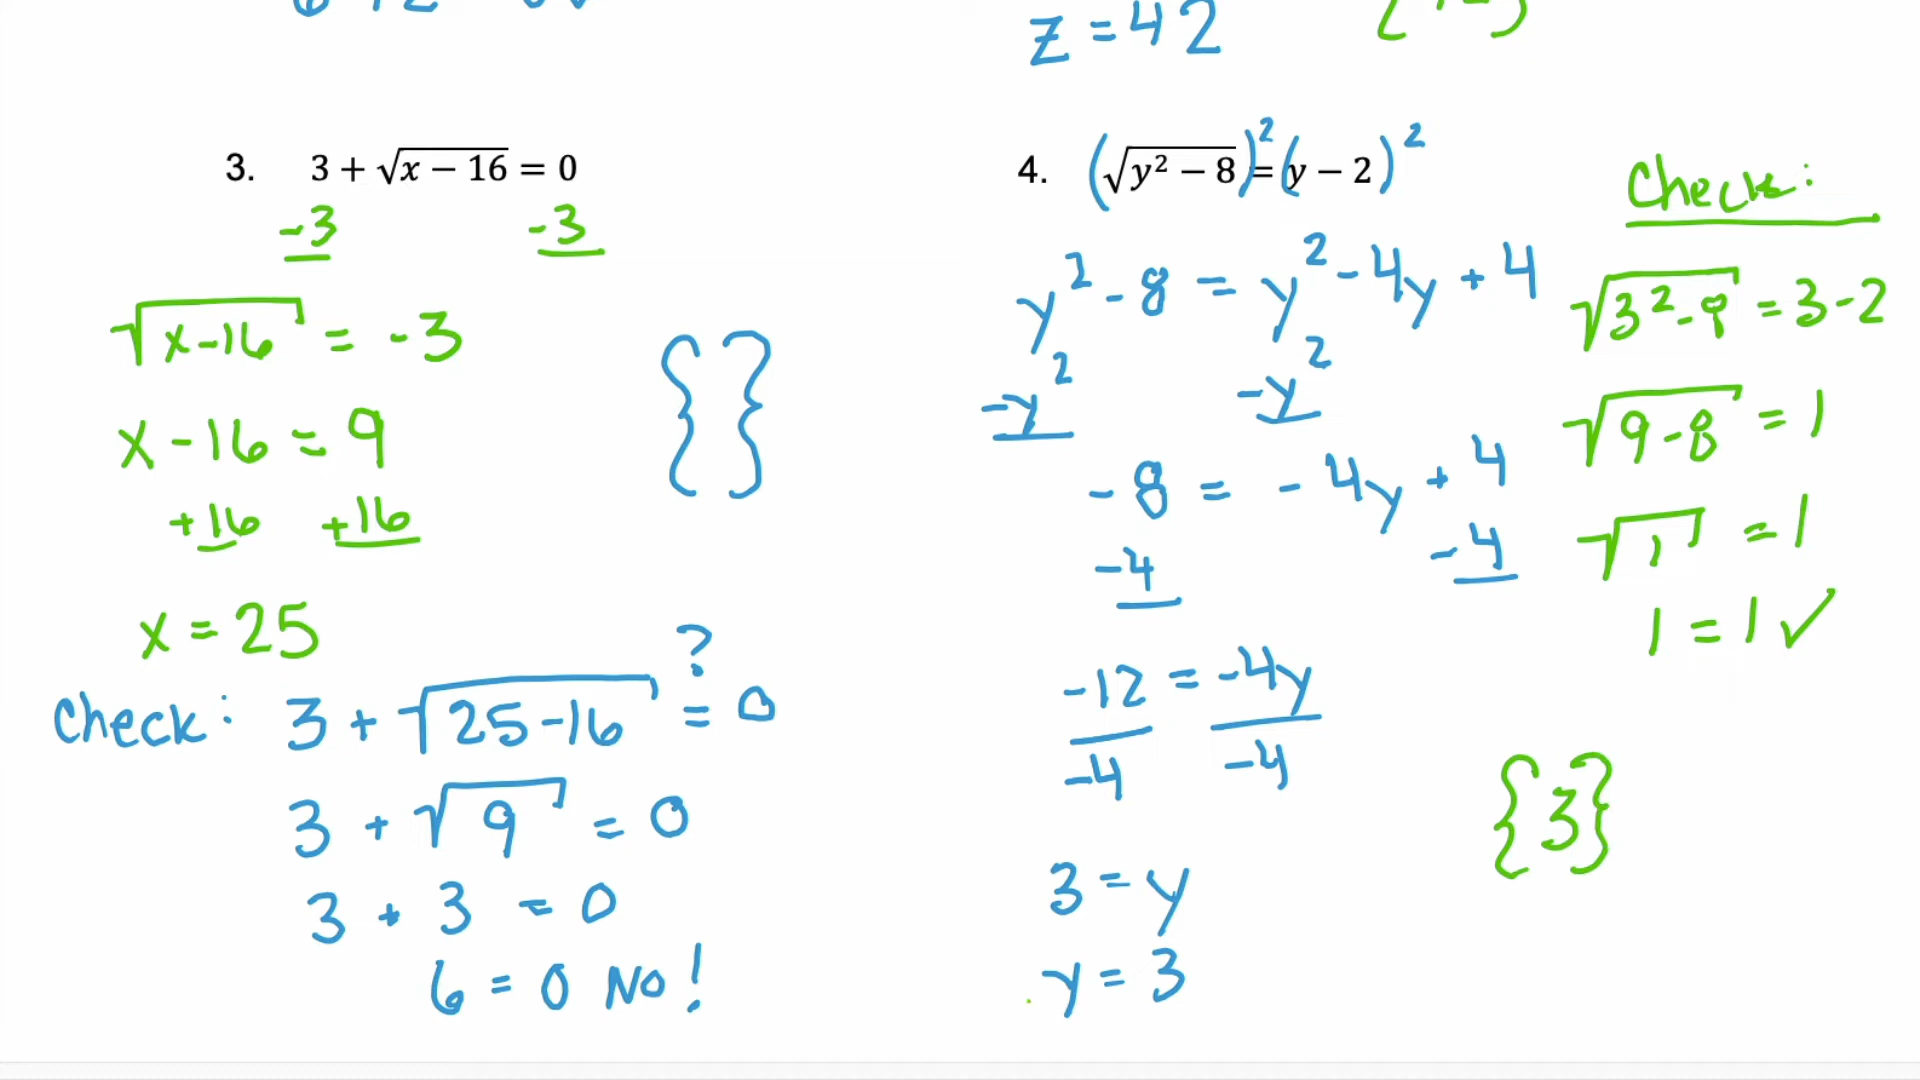 z = 42
3. 3 + √x − 16 = 0
-3 -3
√x-16 = -3
x - 16 = 9
+16 +16
x = 25
Check: 3 + √25-16 ?= 0
3 + √9 = 0
3 + 3 = 0
6 = 0 No!
{ }
4. (√y² − 8)² = (y − 2)²
y² - 8 = y² - 4y + 4
-y² -y²
-8 = -4y + 4
-4 -4
-12 = -4y
-4 -4
3 = y
y = 3
Check:
√3²-8 = 3-2
√9-8 = 1
√1 = 1
1 = 1 ✓
{3}